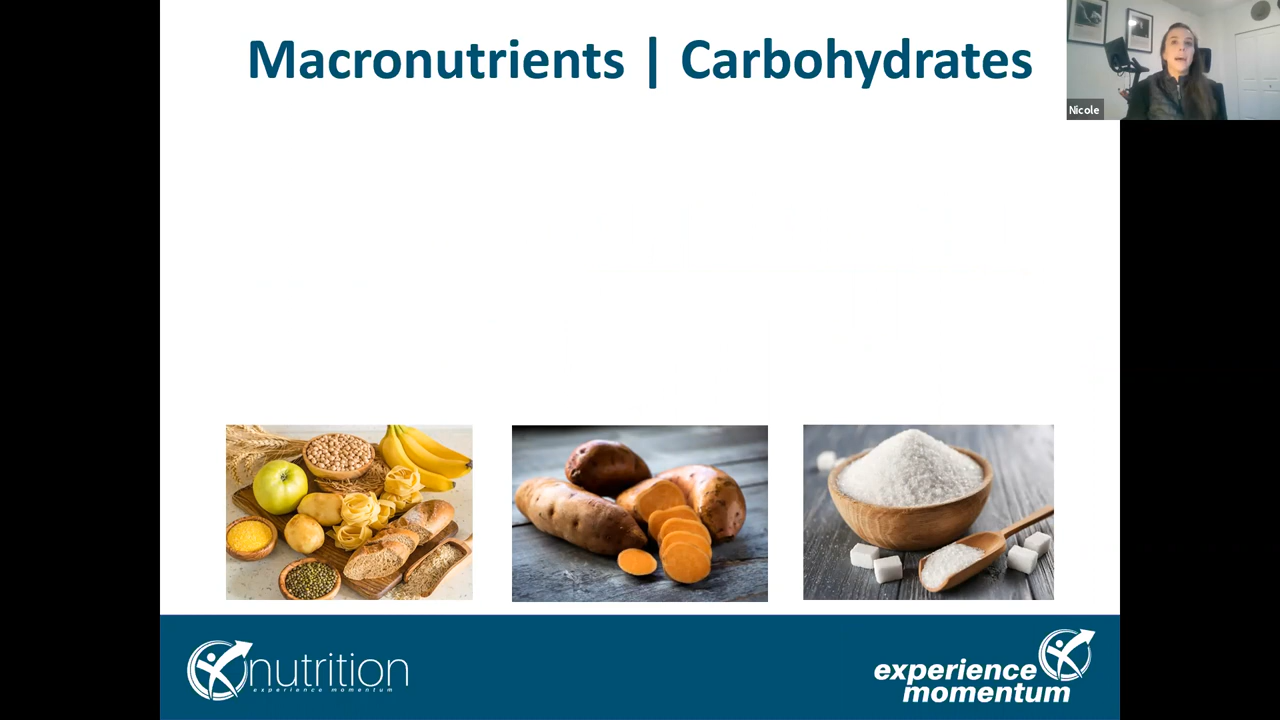 Macronutrients | Carbohydrates
Nicole
nutrition
experience momentum
experience
momentum